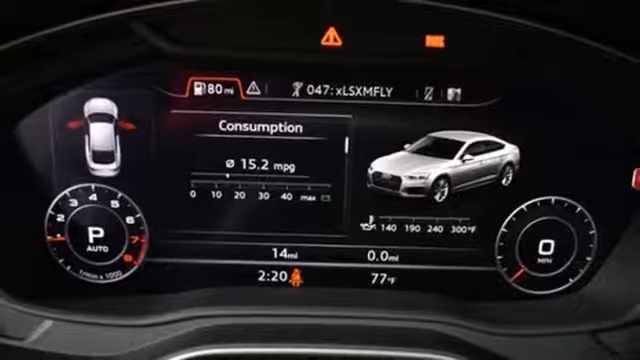 80 mi
047: xLSXMFLY
Consumption
ø 15.2 mpg
0 10 20 30 40 max
140 190 240 300°F
1 2 3 4 5 6 7 8
P
AUTO
1/min x 1000
0
MPH
14mi
0.0mi
2:20
77°F